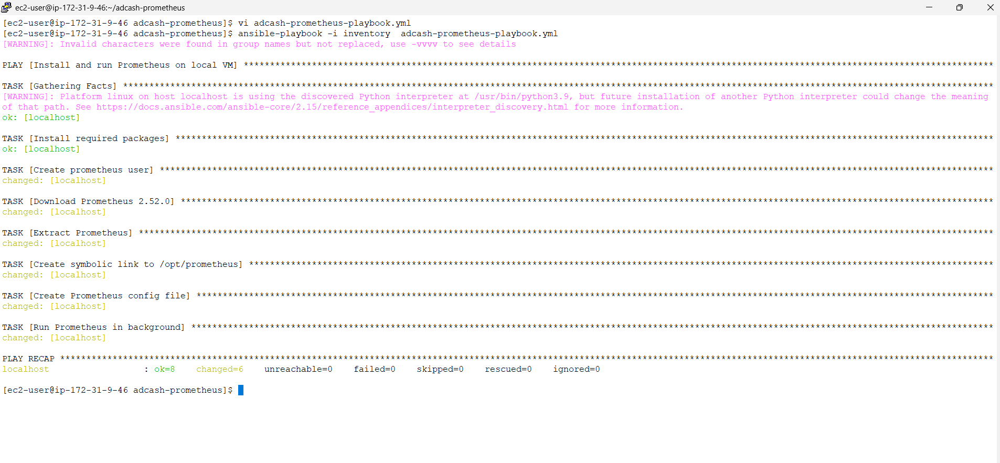 ec2-user@ip-172-31-9-46:~/adcash-prometheus
[ec2-user@ip-172-31-9-46 adcash-prometheus]$ vi adcash-prometheus-playbook.yml
[ec2-user@ip-172-31-9-46 adcash-prometheus]$ ansible-playbook -i inventory  adcash-prometheus-playbook.yml
[WARNING]: Invalid characters were found in group names but not replaced, use -vvvv to see details
PLAY [Install and run Prometheus on local VM] ***********************************************************************************************************************************************
TASK [Gathering Facts] **********************************************************************************************************************************************************************
[WARNING]: Platform linux on host localhost is using the discovered Python interpreter at /usr/bin/python3.9, but future installation of another Python interpreter could change the meaning
of that path. See https://docs.ansible.com/ansible-core/2.15/reference_appendices/interpreter_discovery.html for more information.
ok: [localhost]
TASK [Install required packages] ************************************************************************************************************************************************************
ok: [localhost]
TASK [Create prometheus user] ***************************************************************************************************************************************************************
changed: [localhost]
TASK [Download Prometheus 2.52.0] ***********************************************************************************************************************************************************
changed: [localhost]
TASK [Extract Prometheus] *******************************************************************************************************************************************************************
changed: [localhost]
TASK [Create symbolic link to /opt/prometheus] **********************************************************************************************************************************************
changed: [localhost]
TASK [Create Prometheus config file] ********************************************************************************************************************************************************
changed: [localhost]
TASK [Run Prometheus in background] *********************************************************************************************************************************************************
changed: [localhost]
PLAY RECAP **********************************************************************************************************************************************************************************
localhost                  : ok=8    changed=6    unreachable=0    failed=0    skipped=0    rescued=0    ignored=0
[ec2-user@ip-172-31-9-46 adcash-prometheus]$